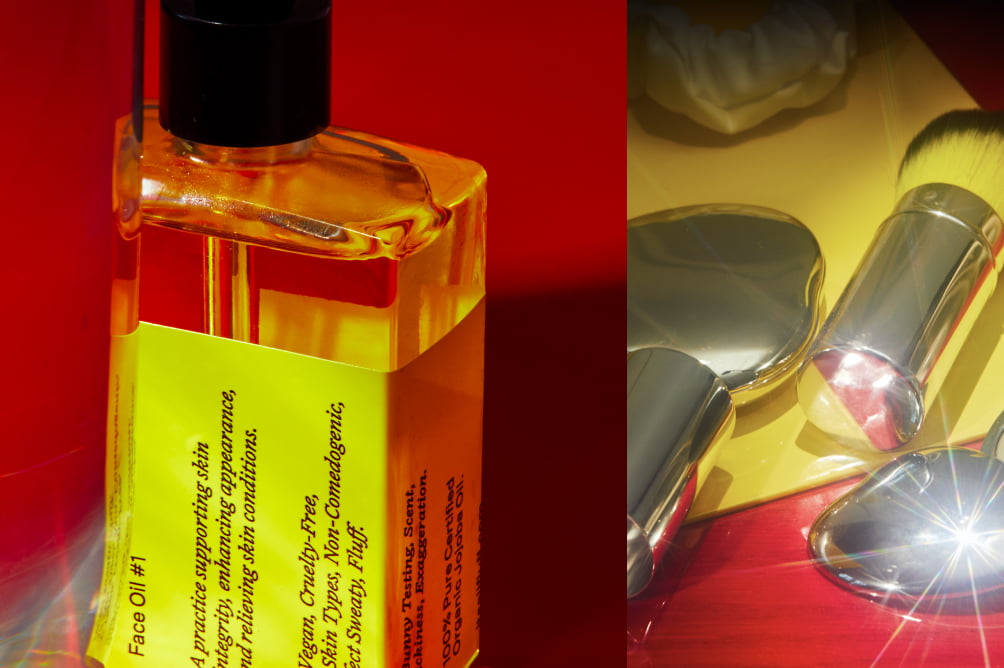 Face Oil #1
A practice supporting skin
integrity, enhancing appearance,
nd relieving skin conditions.
Vegan, Cruelty-Free,
Skin Types, Non-Comedogenic,
ect Sweaty, Fluff.
Bunny Testing, Scent,
ckiness, Exaggeration.
100% Pure Certified
Organic Jojoba Oil.